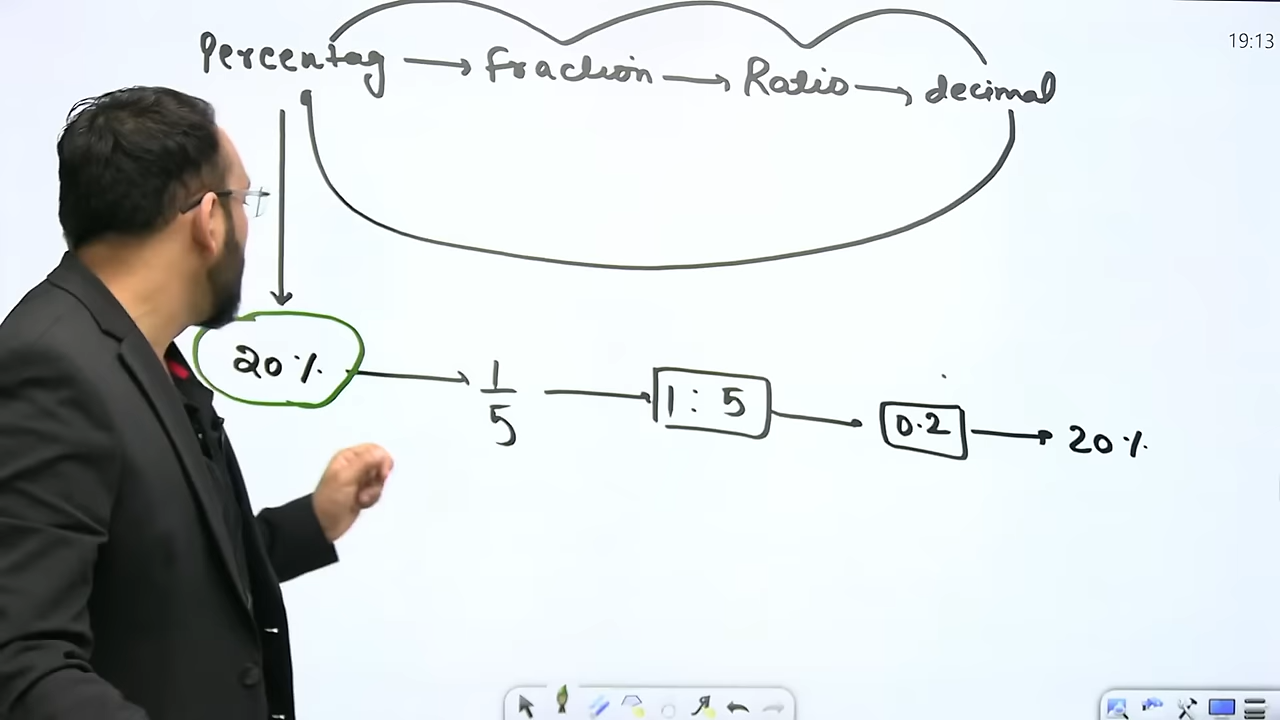 19:13
Percentag → fraction → Ratio → decimal
20% → 1/5 → 1 : 5 → 0.2 → 20%